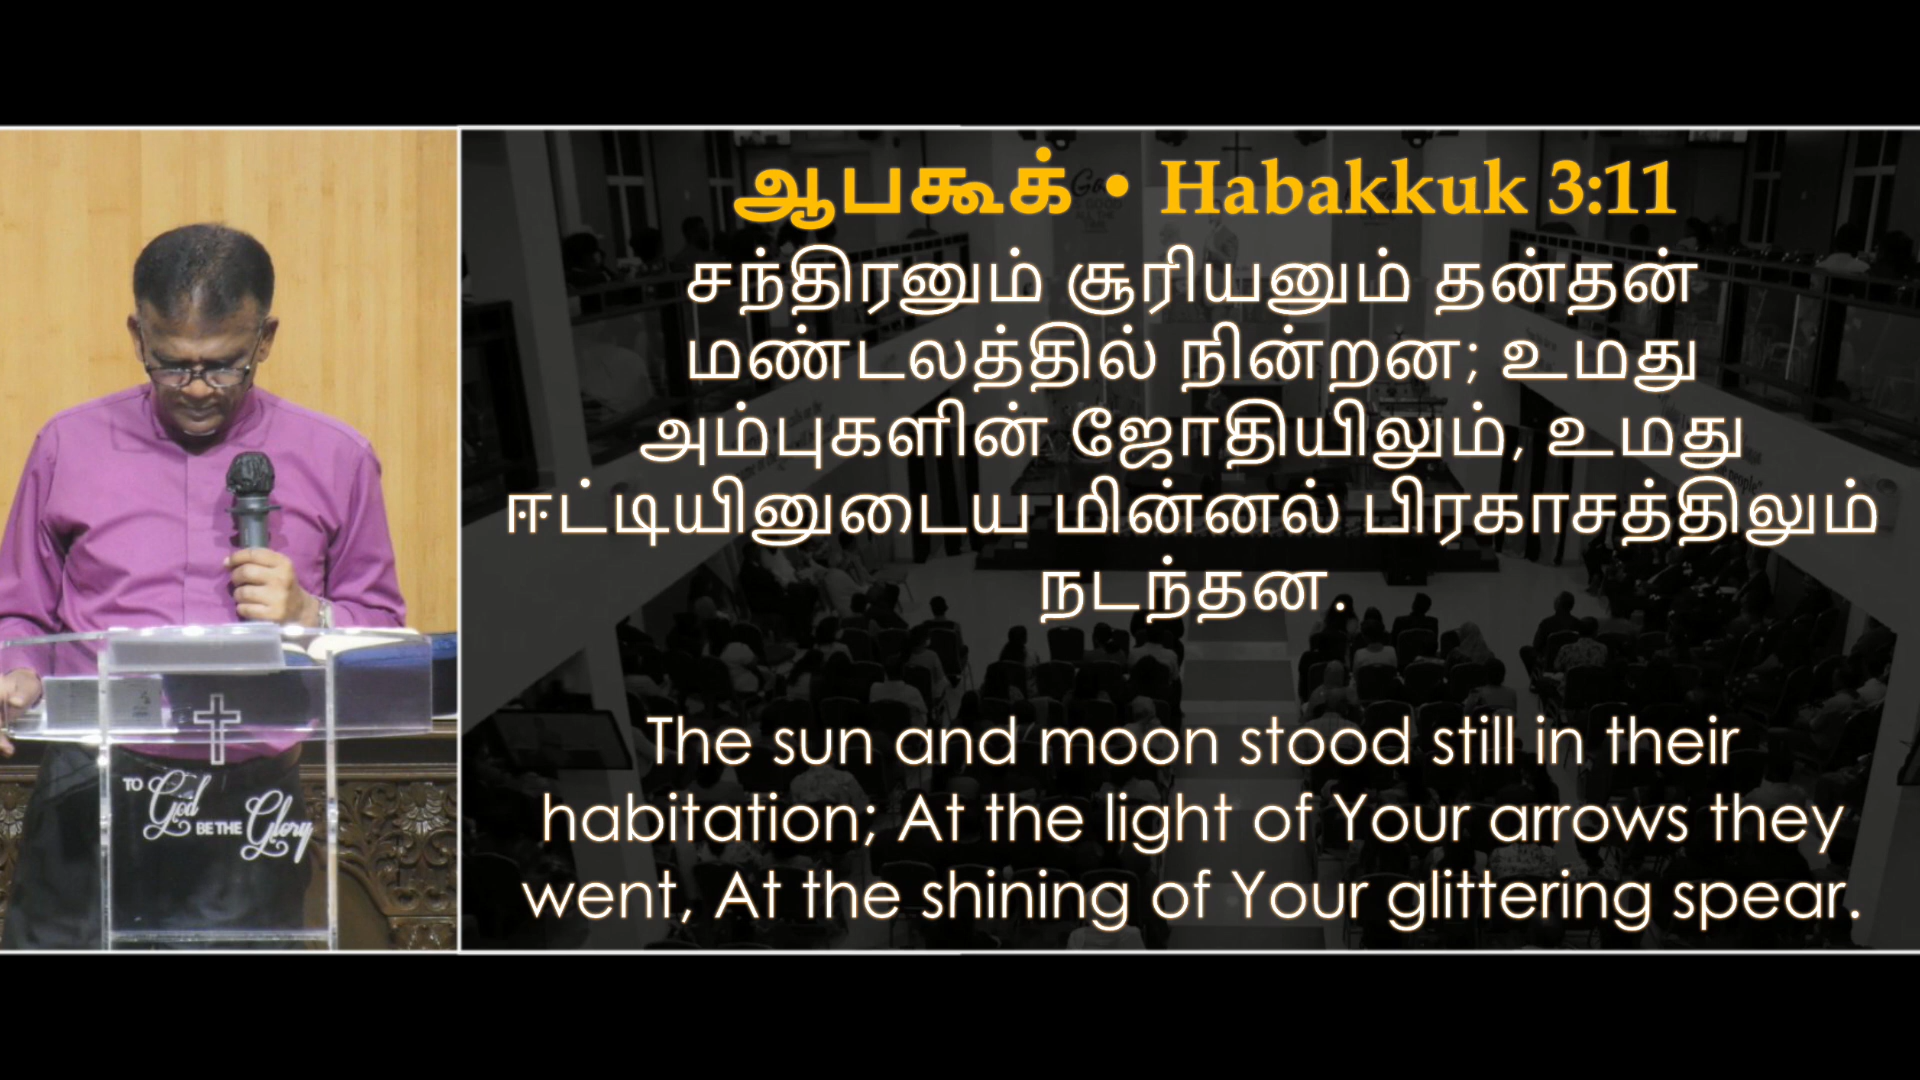 ஆபகூக் • Habakkuk 3:11
சந்திரனும் சூரியனும் தன்தன்
மண்டலத்தில் நின்றன; உமது
அம்புகளின் ஜோதியிலும், உமது
ஈட்டியினுடைய மின்னல் பிரகாசத்திலும்
நடந்தன.
The sun and moon stood still in their
habitation; At the light of Your arrows they
went, At the shining of Your glittering spear.
TO God BE THE Glory